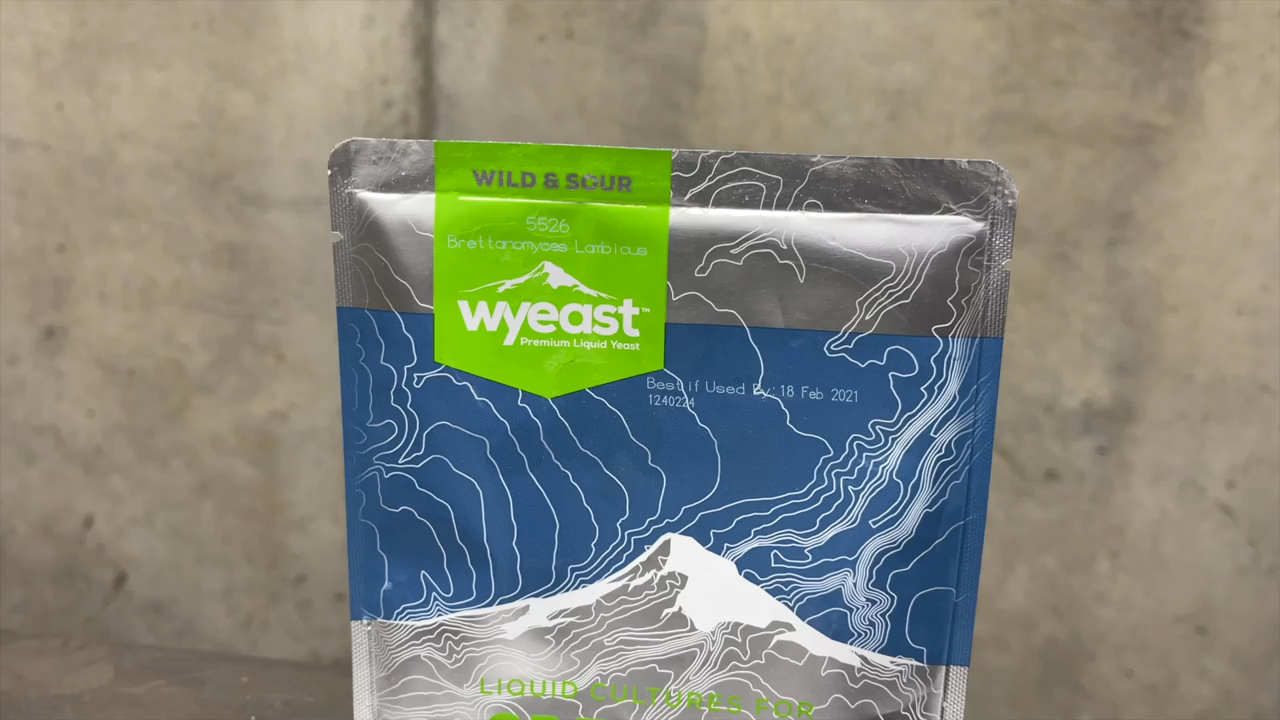 WILD & SOUR
5526
Brettanomyces Lambicus
wyeast™
Premium Liquid Yeast
Best if Used By: 18 Feb 2021
1240224
LIQUID CULTURES FOR